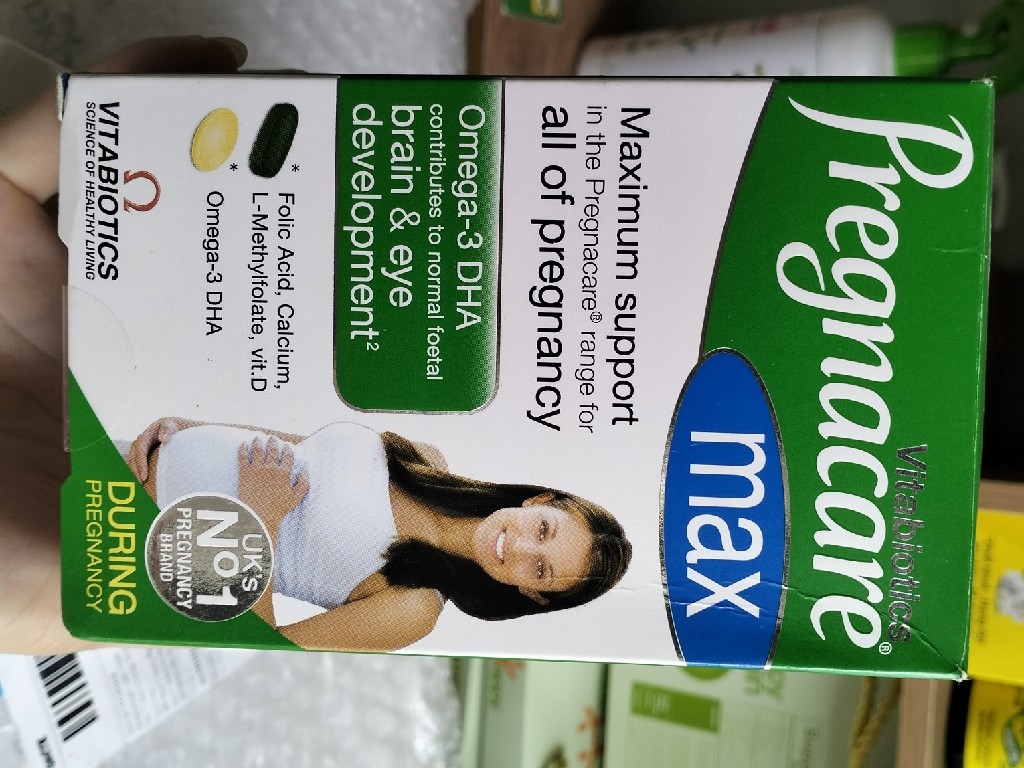 Vitabiotics
Pregnacare®
max
Maximum support
in the Pregnacare® range for
all of pregnancy
Omega-3 DHA
contributes to normal foetal
brain & eye
development²
* Folic Acid, Calcium,
L-Methylfolate, vit.D
* Omega-3 DHA
VITABIOTICS
SCIENCE OF HEALTHY LIVING
UK's
No1
PREGNANCY
BRAND
DURING
PREGNANCY